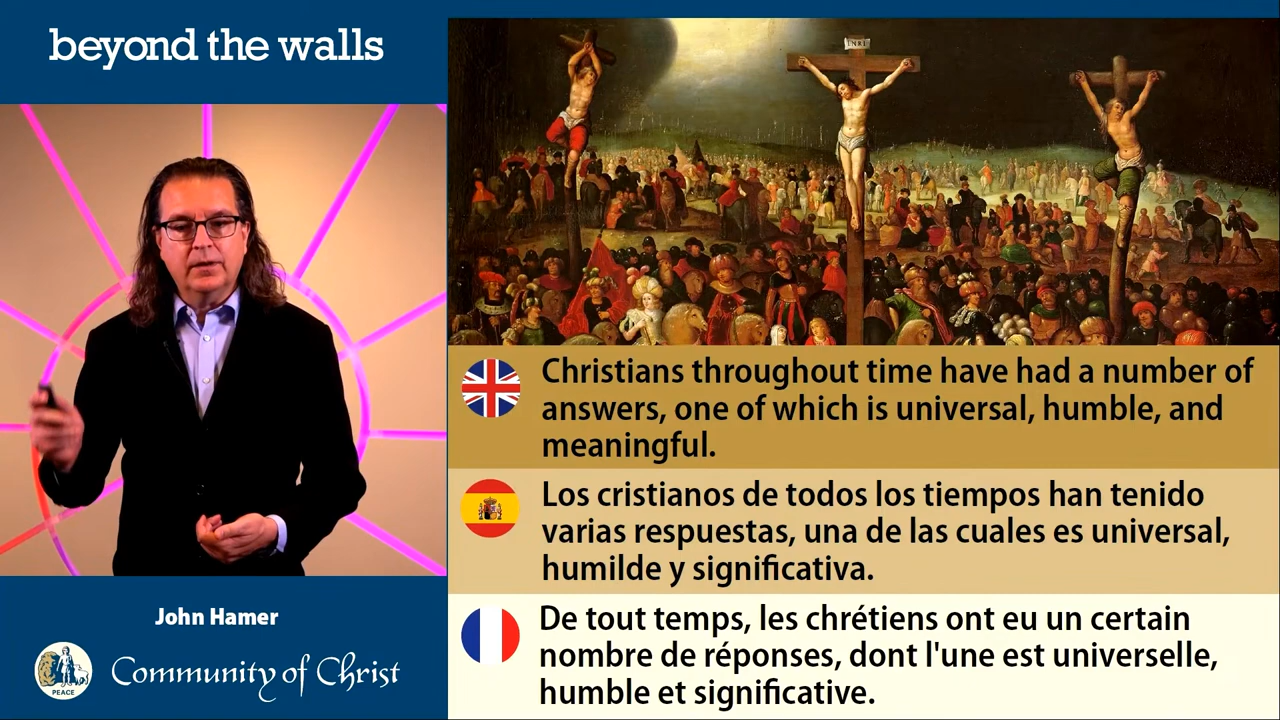 beyond the walls
INRI
Christians throughout time have had a number of
answers, one of which is universal, humble, and
meaningful.
Los cristianos de todos los tiempos han tenido
varias respuestas, una de las cuales es universal,
humilde y significativa.
De tout temps, les chrétiens ont eu un certain
nombre de réponses, dont l'une est universelle,
humble et significative.
John Hamer
PEACE
Community of Christ